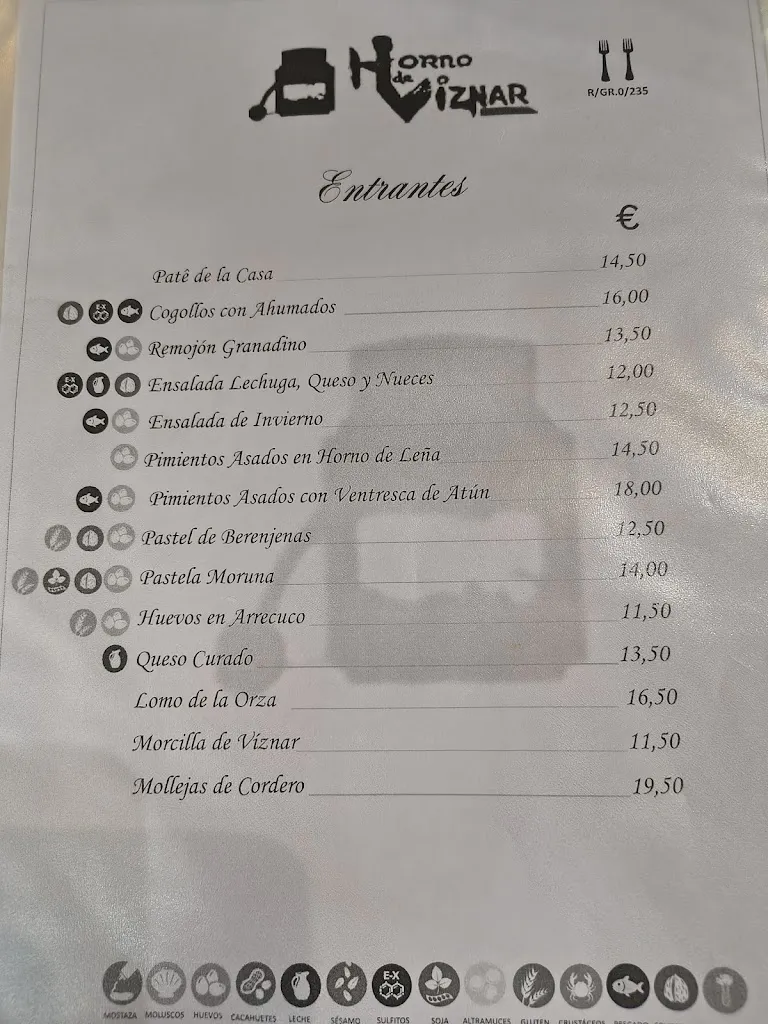 Horno de Víznar
R/GR.0/235
Entrantes
€
Patê de la Casa 14,50
E-X Cogollos con Ahumados 16,00
Remojón Granadino 13,50
E-X Ensalada Lechuga, Queso y Nueces 12,00
Ensalada de Invierno 12,50
Pimientos Asados en Horno de Leña 14,50
Pimientos Asados con Ventresca de Atún 18,00
Pastel de Berenjenas 12,50
Pastela Moruna 14,00
Huevos en Arrecuco 11,50
Queso Curado 13,50
Lomo de la Orza 16,50
Morcilla de Víznar 11,50
Mollejas de Cordero 19,50
E-X
MOSTAZA MOLUSCOS HUEVOS CACAHUETES LECHE SÉSAMO SULFITOS SOJA ALTRAMUCES GLUTEN CRUSTÁCEOS PESCADO